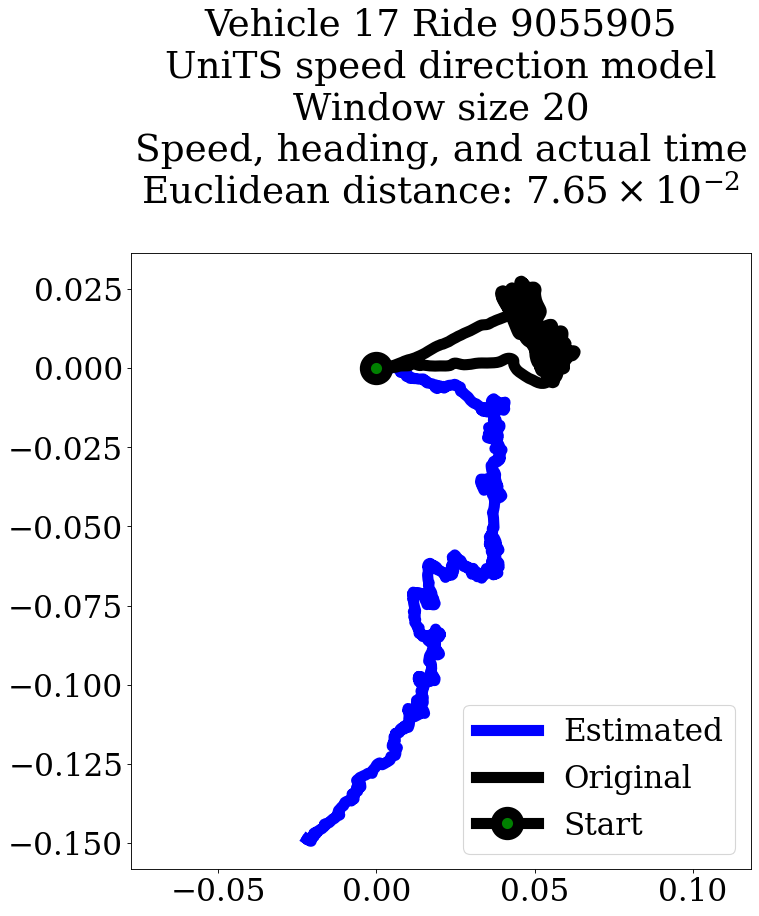 Vehicle 17 Ride 9055905
UniTS speed direction model
Window size 20
Speed, heading, and actual time
Euclidean distance: 7.65 × 10⁻²
0.025
0.000
−0.025
−0.050
−0.075
−0.100
−0.125
−0.150
Estimated
Original
Start
−0.05 0.00 0.05 0.10